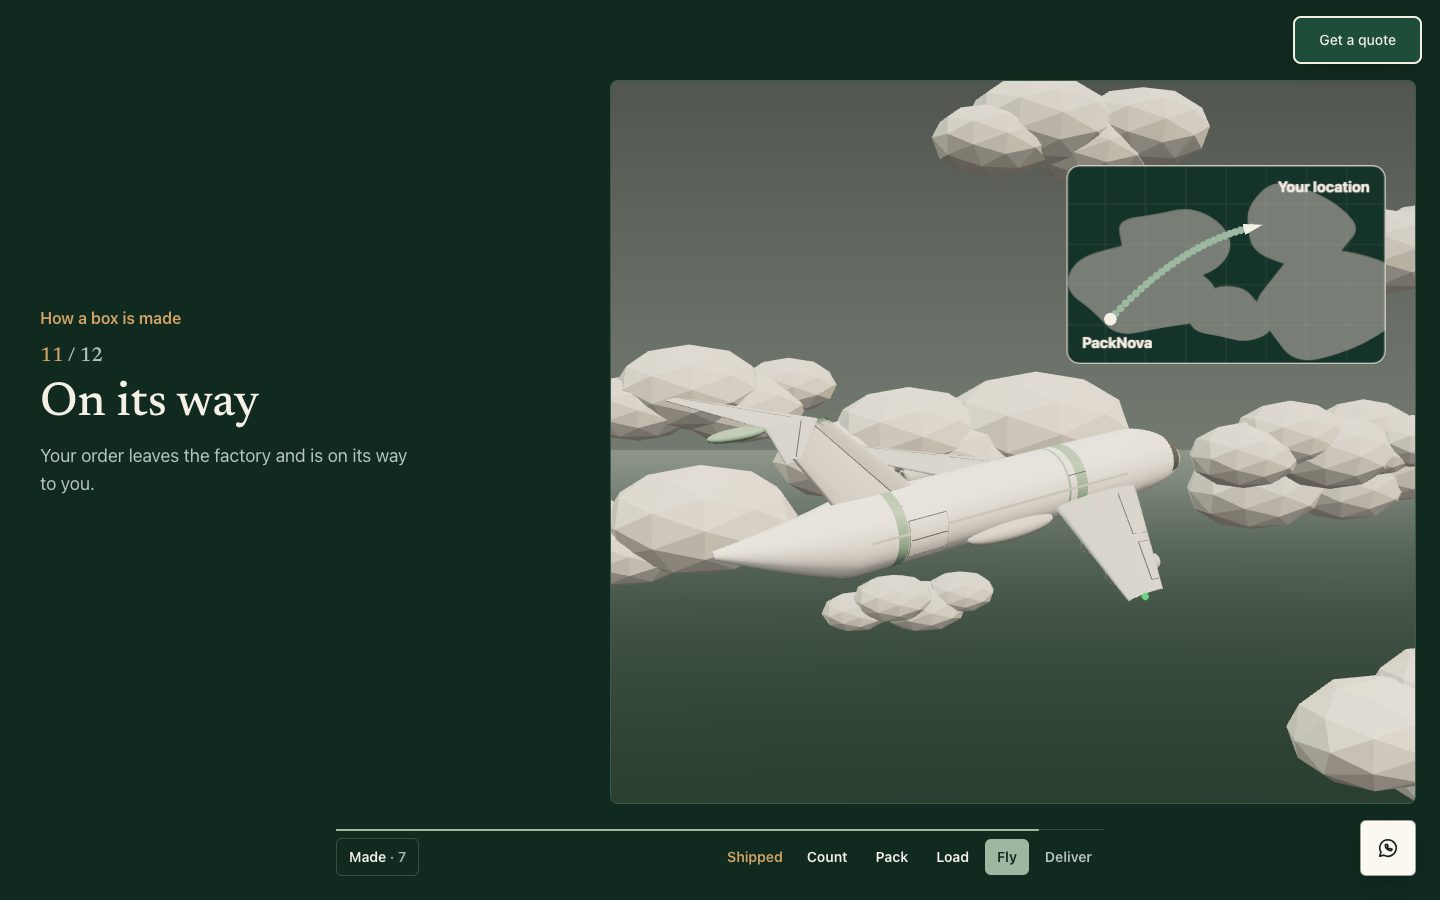 Get a quote
How a box is made
11 / 12
On its way
Your order leaves the factory and is on its way
to you.
Your location
PackNova
Made · 7
Shipped
Count
Pack
Load
Fly
Deliver